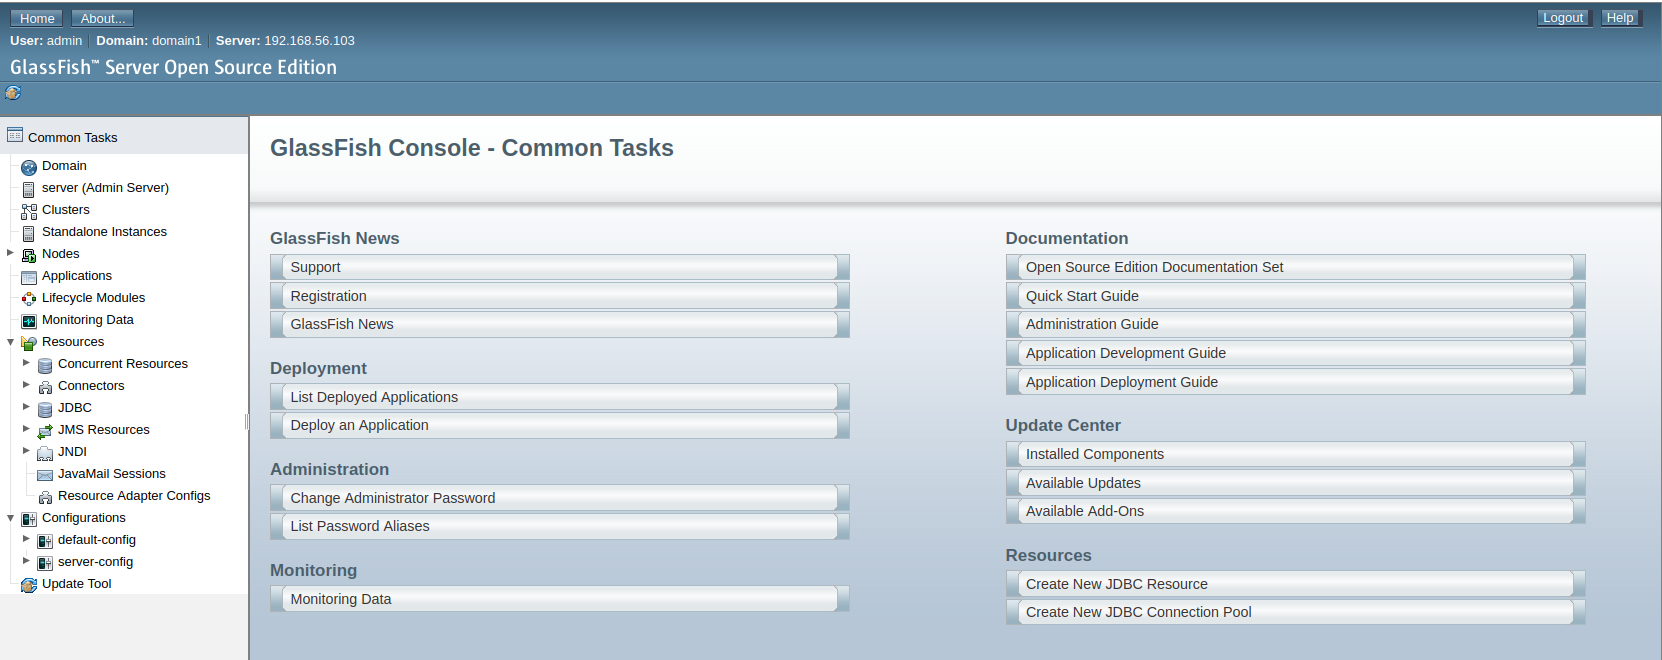 Home About... Logout Help
User: admin Domain: domain1 Server: 192.168.56.103
GlassFish™ Server Open Source Edition
Common Tasks
Domain
server (Admin Server)
Clusters
Standalone Instances
Nodes
Applications
Lifecycle Modules
Monitoring Data
Resources
Concurrent Resources
Connectors
JDBC
JMS Resources
JNDI
JavaMail Sessions
Resource Adapter Configs
Configurations
default-config
server-config
Update Tool
GlassFish Console - Common Tasks
GlassFish News
Support
Registration
GlassFish News
Deployment
List Deployed Applications
Deploy an Application
Administration
Change Administrator Password
List Password Aliases
Monitoring
Monitoring Data
Documentation
Open Source Edition Documentation Set
Quick Start Guide
Administration Guide
Application Development Guide
Application Deployment Guide
Update Center
Installed Components
Available Updates
Available Add-Ons
Resources
Create New JDBC Resource
Create New JDBC Connection Pool